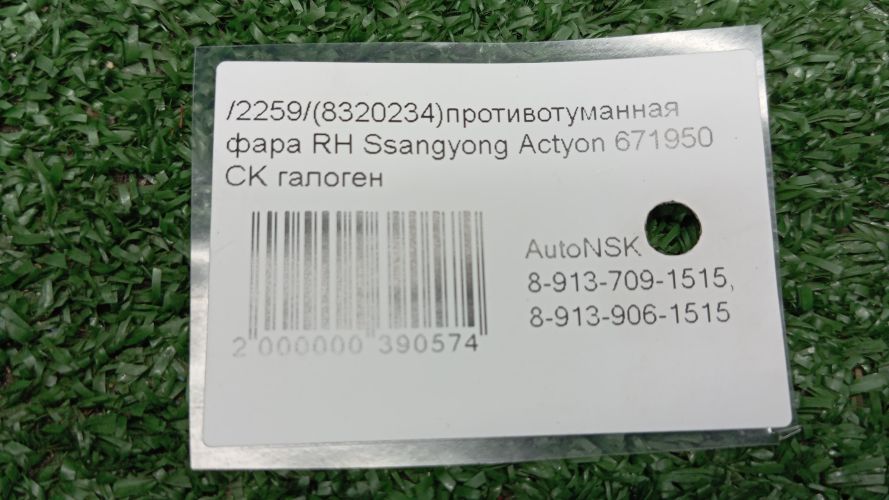 /2259/(8320234)противотуманная
фара RH Ssangyong Actyon 671950
СК галоген
AutoNSK
8-913-709-1515,
8-913-906-1515
2 000000 390574